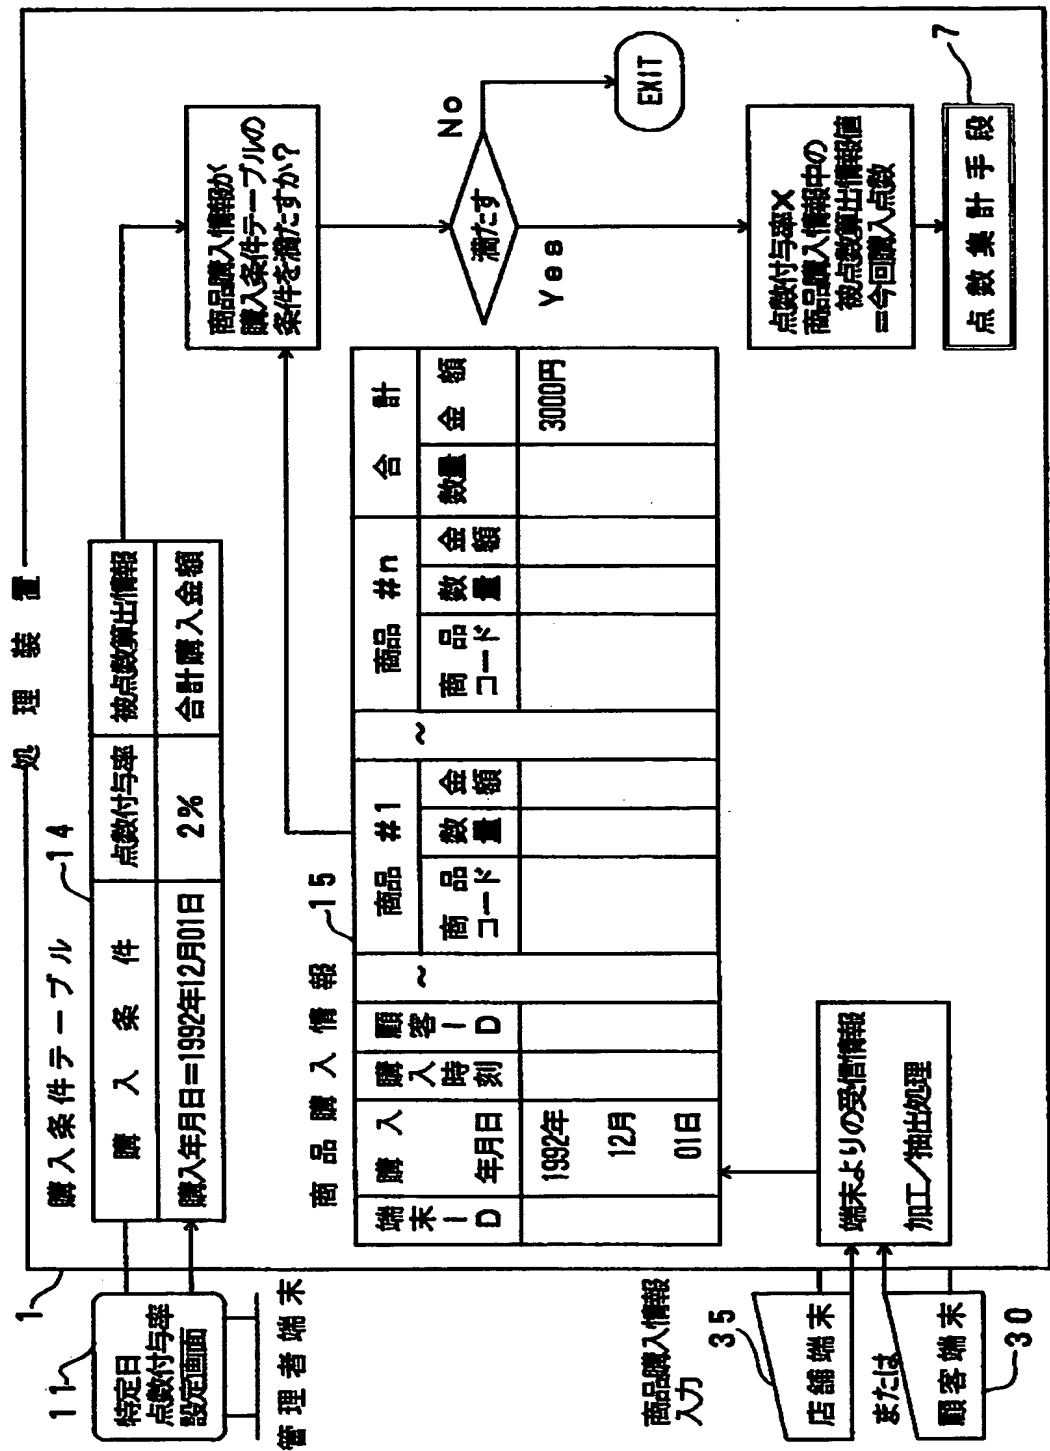 処理装置
1
11
特定日
点数付与率
設定画面
管理者端末
購入条件テーブル
14
購入条件
点数付与率
被点数算出情報
購入年月日=1992年12月01日
2%
合計購入金額
商品購入情報
15
端末ID
購入
年月日
購入時刻
顧客ID
~
商品#1
~
商品#n
合計
商品
コード
数量
金額
商品
コード
数量
金額
数量
金額
1992年
12月
01日
3000円
商品購入情報が
購入条件テーブルの
条件を満たすか?
満たす
No
EXIT
Yes
点数付与率×
商品購入情報中の
被点数算出情報値
=今回購入点数
点数集計手段
7
商品購入情報
入力
35
店舗端末
または
顧客端末
30
端末よりの受信情報
加工/抽出処理